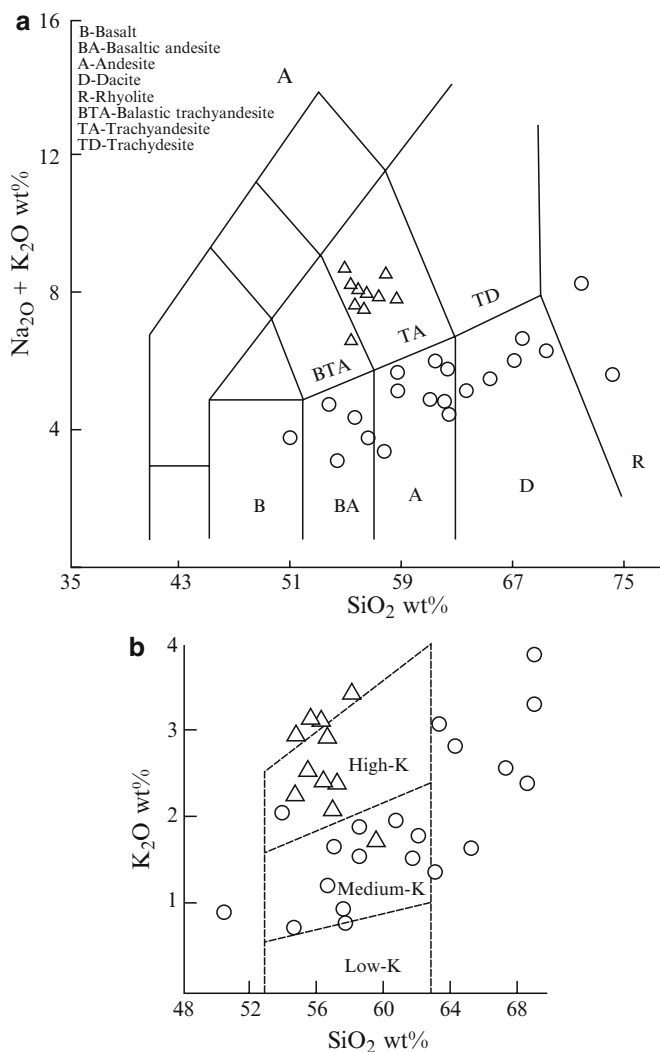 a
16
12
8
4
Na₂O + K₂O wt%
B-Basalt
BA-Basaltic andesite
A-Andesite
D-Dacite
R-Rhyolite
BTA-Balastic trachyandesite
TA-Trachyandesite
TD-Trachydesite
A
TD
TA
BTA
B
BA
A
D
R
35
43
51
59
67
75
SiO₂ wt%
b
4
3
2
1
K₂O wt%
High-K
Medium-K
Low-K
48
52
56
60
64
68
SiO₂ wt%